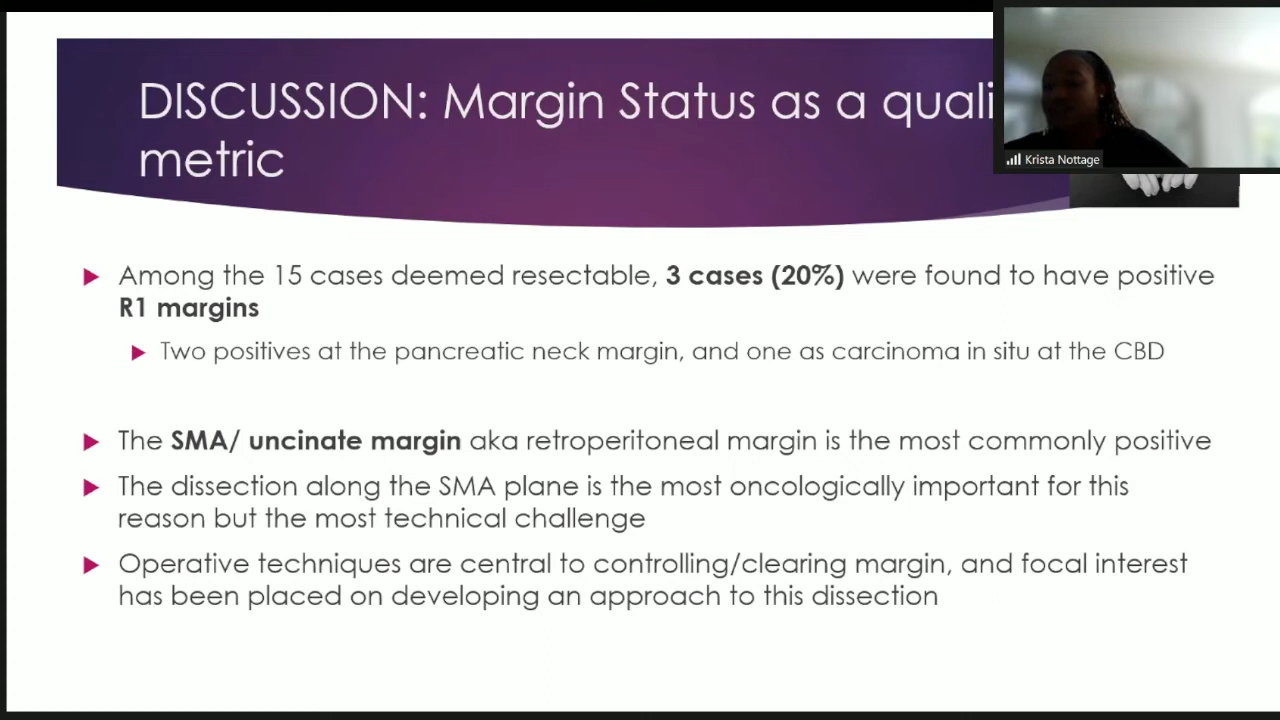 DISCUSSION: Margin Status as a
metric
Krista Nottage
Among the 15 cases deemed resectable, 3 cases (20%) were found to have positive
R1 margins
Two positives at the pancreatic neck margin, and one as carcinoma in situ at the CBD
The SMA/ uncinate margin aka retroperitoneal margin is the most commonly positive
The dissection along the SMA plane is the most oncologically important for this
reason but the most technical challenge
Operative techniques are central to controlling/clearing margin, and focal interest
has been placed on developing an approach to this dissection